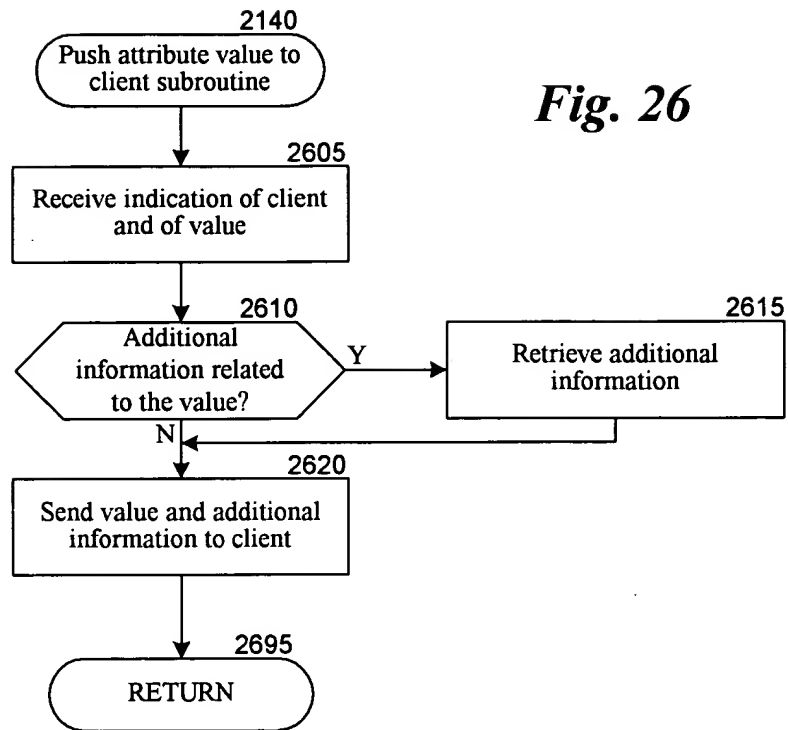 2140
Push attribute value to
client subroutine
Fig. 26
2605
Receive indication of client
and of value
2610
Additional
information related
to the value?
Y
N
2615
Retrieve additional
information
2620
Send value and additional
information to client
2695
RETURN